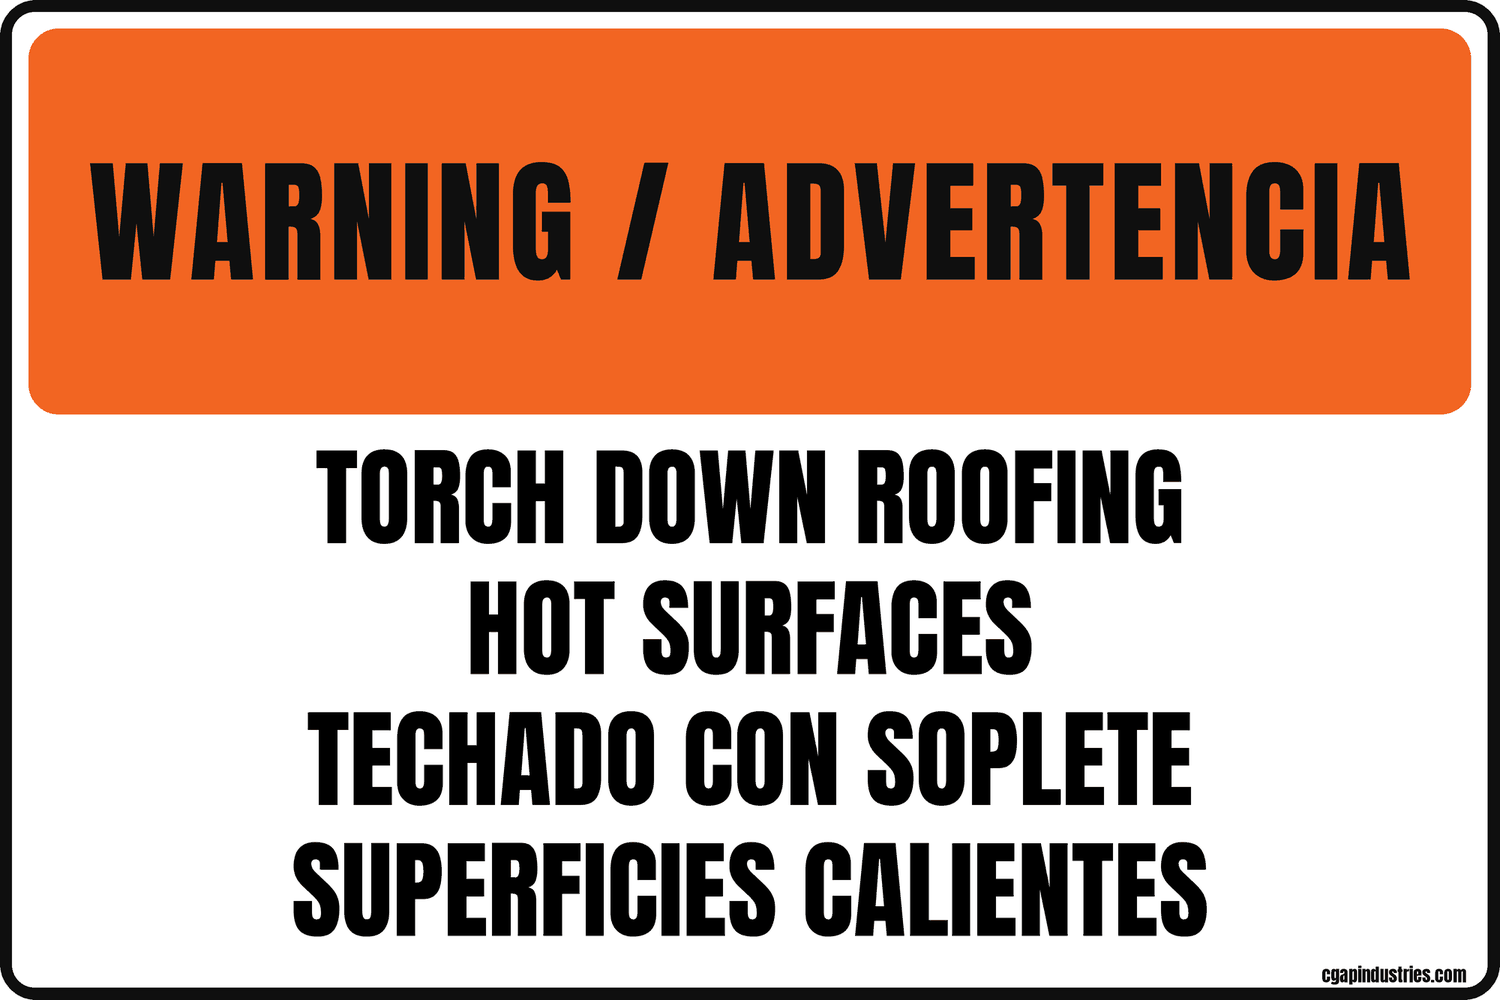 WARNING / ADVERTENCIA
TORCH DOWN ROOFING
HOT SURFACES
TECHADO CON SOPLETE
SUPERFICIES CALIENTES
cgapindustries.com